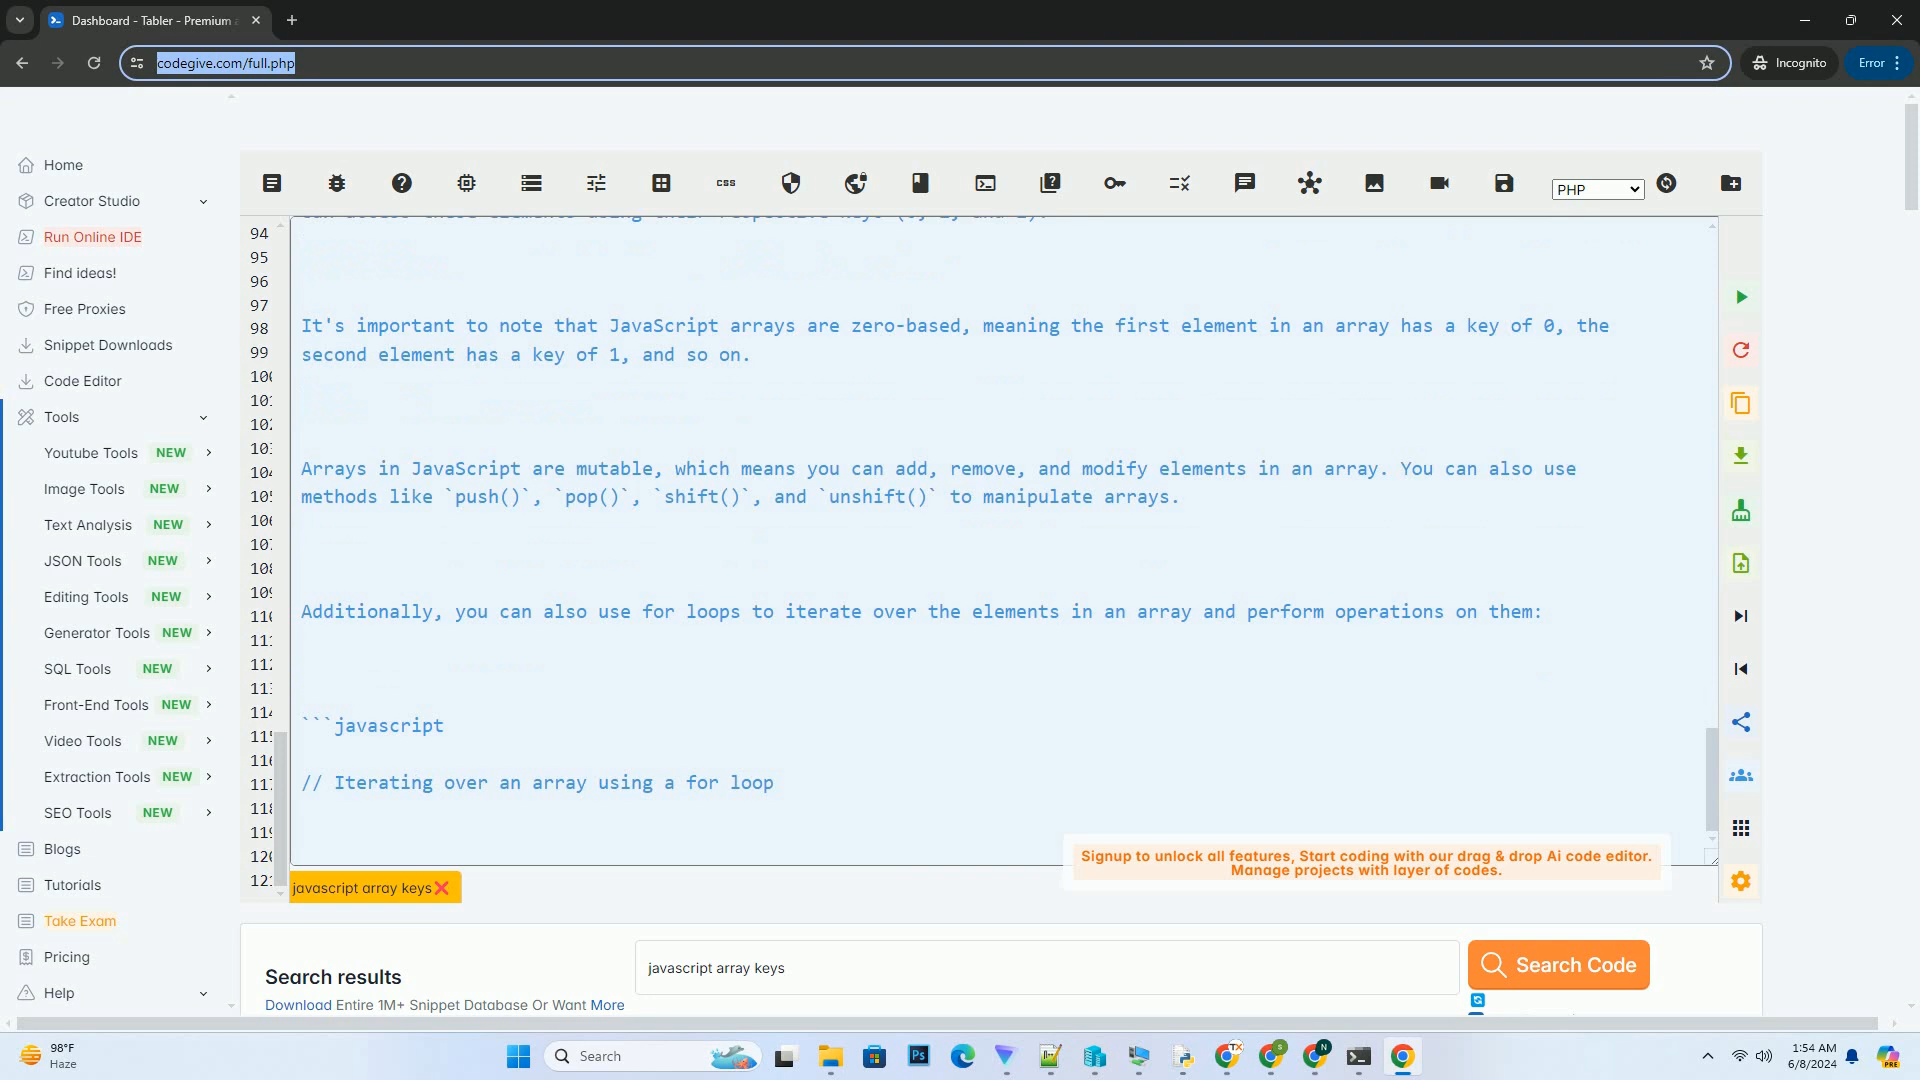 Dashboard - Tabler - Premium
codegive.com/full.php
Incognito
Error
Home
Creator Studio
Run Online IDE
Find ideas!
Free Proxies
Snippet Downloads
Code Editor
Tools
Youtube Tools NEW
Image Tools NEW
Text Analysis NEW
JSON Tools NEW
Editing Tools NEW
Generator Tools NEW
SQL Tools NEW
Front-End Tools NEW
Video Tools NEW
Extraction Tools NEW
SEO Tools NEW
Blogs
Tutorials
Take Exam
Pricing
Help
css
PHP
94
95
96
97
98
99
It's important to note that JavaScript arrays are zero-based, meaning the first element in an array has a key of 0, the
second element has a key of 1, and so on.
Arrays in JavaScript are mutable, which means you can add, remove, and modify elements in an array. You can also use
methods like `push()`, `pop()`, `shift()`, and `unshift()` to manipulate arrays.
Additionally, you can also use for loops to iterate over the elements in an array and perform operations on them:
```javascript
// Iterating over an array using a for loop
Signup to unlock all features, Start coding with our drag & drop Ai code editor.
Manage projects with layer of codes.
javascript array keys
Search results
Download Entire 1M+ Snippet Database Or Want More
javascript array keys
Search Code
98°F
Haze
Search
1:54 AM
6/8/2024